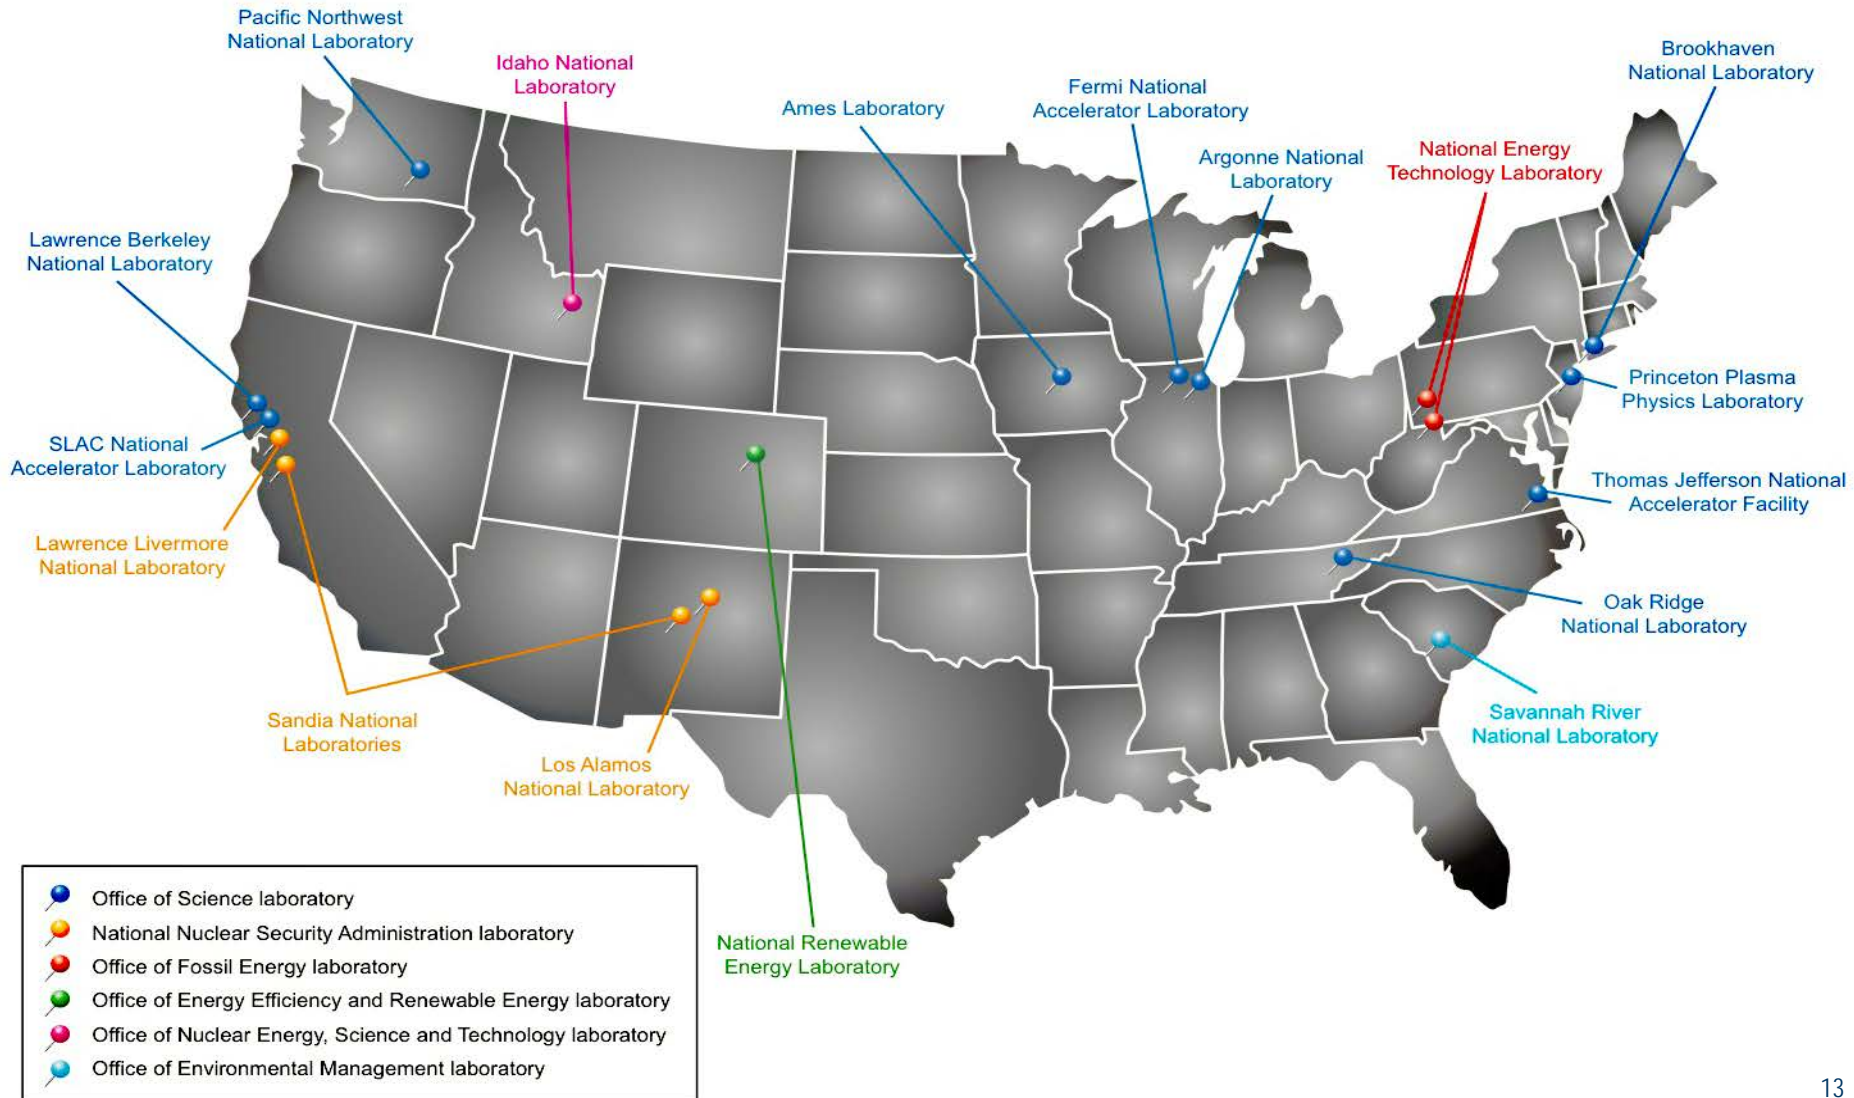 Pacific Northwest
National Laboratory
Idaho National
Laboratory
Ames Laboratory
Fermi National
Accelerator Laboratory
Argonne National
Laboratory
National Energy
Technology Laboratory
Brookhaven
National Laboratory
Lawrence Berkeley
National Laboratory
SLAC National
Accelerator Laboratory
Lawrence Livermore
National Laboratory
Sandia National
Laboratories
Los Alamos
National Laboratory
National Renewable
Energy Laboratory
Princeton Plasma
Physics Laboratory
Thomas Jefferson National
Accelerator Facility
Oak Ridge
National Laboratory
Savannah River
National Laboratory
Office of Science laboratory
National Nuclear Security Administration laboratory
Office of Fossil Energy laboratory
Office of Energy Efficiency and Renewable Energy laboratory
Office of Nuclear Energy, Science and Technology laboratory
Office of Environmental Management laboratory
13